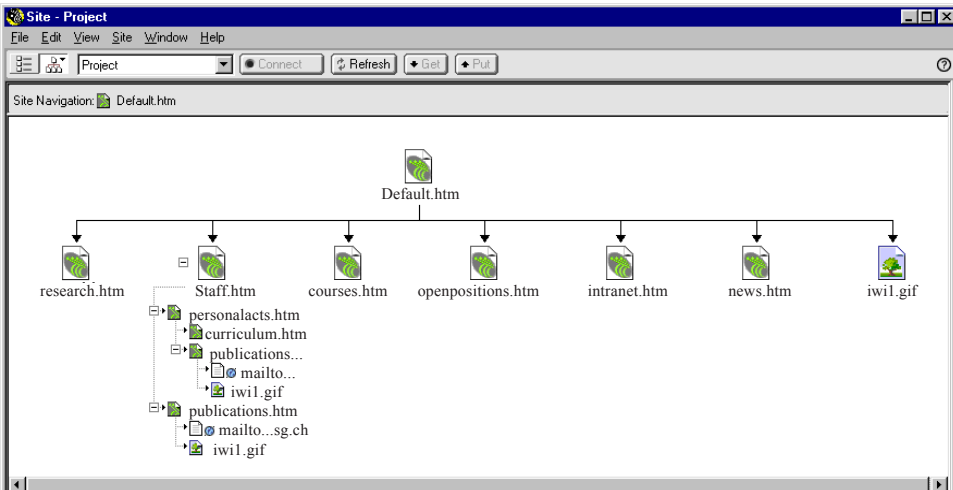 Site - Project
File Edit View Site Window Help
Project Connect Refresh Get Put
Site Navigation: Default.htm
Default.htm
research.htm Staff.htm courses.htm openpositions.htm intranet.htm news.htm iwi1.gif
personalacts.htm
curriculum.htm
publications...
mailto...
iwi1.gif
publications.htm
mailto...sg.ch
iwi1.gif